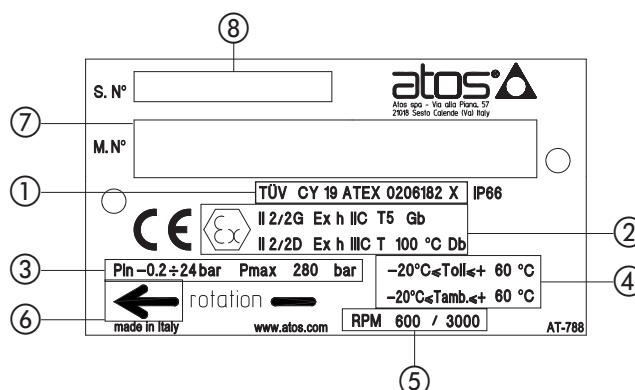 ⑧
S. N°
atos
Atos spa - Via alla Piana, 57
21018 Sesto Calende (Va) Italy
⑦
M. N°
①
TÜV CY 19 ATEX 0206182 X IP66
CE Ex II 2/2G Ex h IIC T5 Gb
II 2/2D Ex h IIIC T 100 °C Db
②
③
PIn -0.2÷24 bar Pmax 280 bar
-20°C≤Toil≤+ 60 °C
-20°C≤Tamb.≤+ 60 °C
④
rotation
⑥
made in Italy www.atos.com RPM 600 / 3000 AT-788
⑤